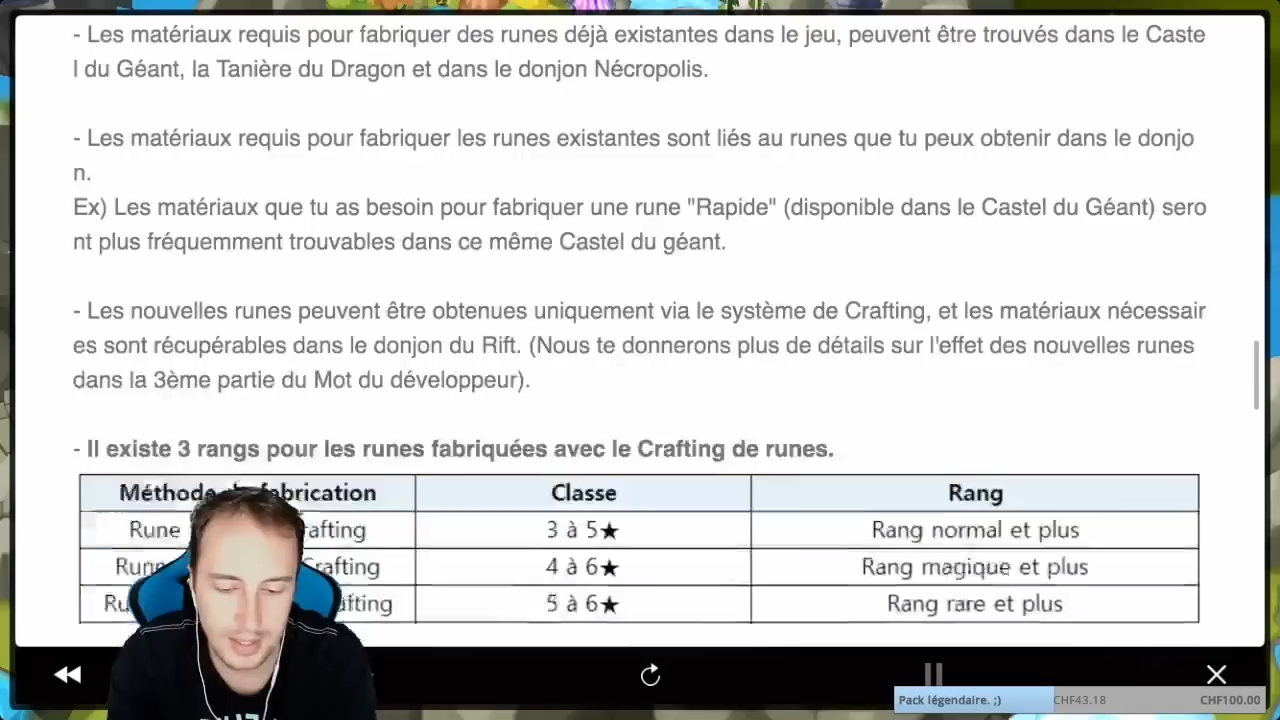 - Les matériaux requis pour fabriquer des runes déjà existantes dans le jeu, peuvent être trouvés dans le Caste
l du Géant, la Tanière du Dragon et dans le donjon Nécropolis.
- Les matériaux requis pour fabriquer les runes existantes sont liés au runes que tu peux obtenir dans le donjo
n.
Ex) Les matériaux que tu as besoin pour fabriquer une rune "Rapide" (disponible dans le Castel du Géant) sero
nt plus fréquemment trouvables dans ce même Castel du géant.
- Les nouvelles runes peuvent être obtenues uniquement via le système de Crafting, et les matériaux nécessair
es sont récupérables dans le donjon du Rift. (Nous te donnerons plus de détails sur l'effet des nouvelles runes
dans la 3ème partie du Mot du développeur).
- Il existe 3 rangs pour les runes fabriquées avec le Crafting de runes.
Méthode fabrication Classe Rang
Rune rafting 3 à 5★ Rang normal et plus
Rune Crafting 4 à 6★ Rang magique et plus
Ru afting 5 à 6★ Rang rare et plus
Pack légendaire. ;) CHF43.18 CHF100.00